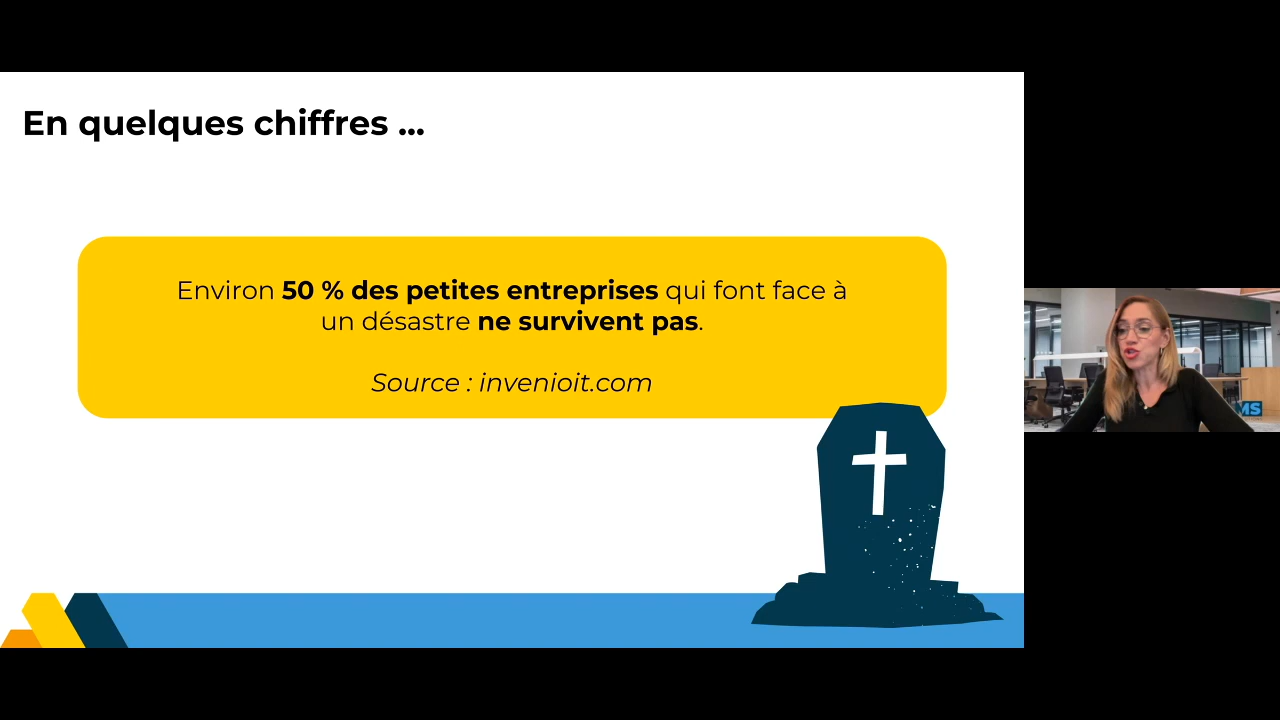 En quelques chiffres ...
Environ 50 % des petites entreprises qui font face à
un désastre ne survivent pas.
Source : invenioit.com
MS